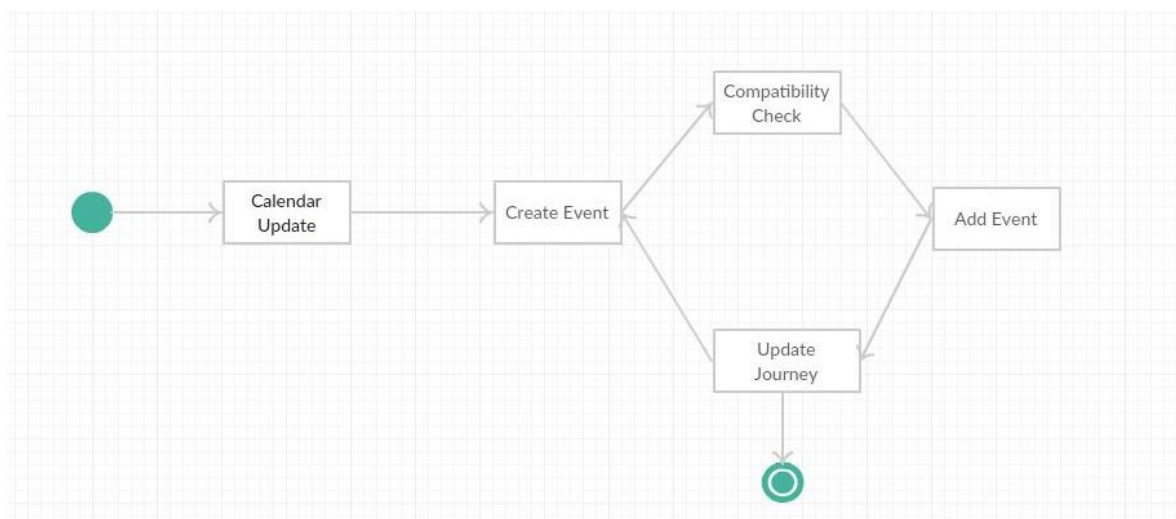 Calendar
Update
Create Event
Compatibility
Check
Add Event
Update
Journey